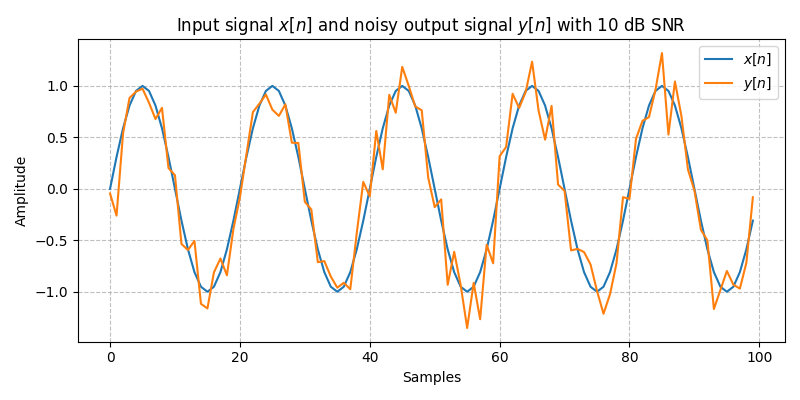 Input signal x[n] and noisy output signal y[n] with 10 dB SNR
x[n]
y[n]
Amplitude
1.0
0.5
0.0
−0.5
−1.0
0 20 40 60 80 100
Samples